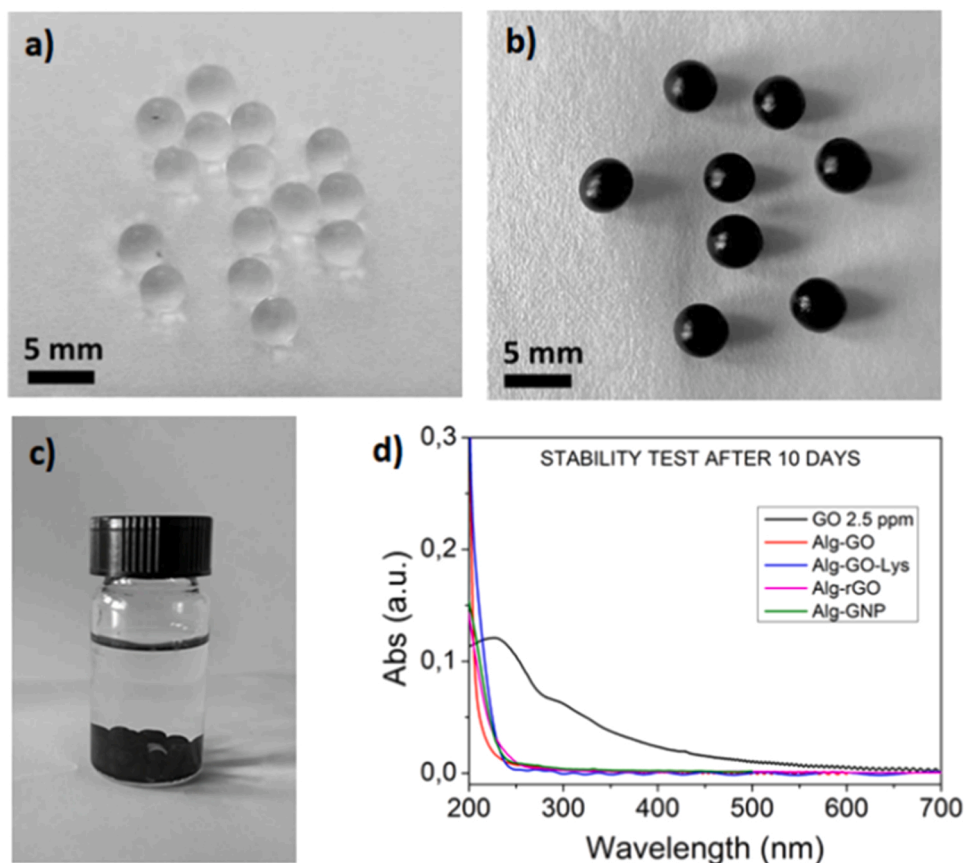 a)
5 mm
b)
5 mm
c)
d)
STABILITY TEST AFTER 10 DAYS
GO 2.5 ppm
Alg-GO
Alg-GO-Lys
Alg-rGO
Alg-GNP
Abs (a.u.)
0,3
0,2
0,1
0,0
200 300 400 500 600 700
Wavelength (nm)